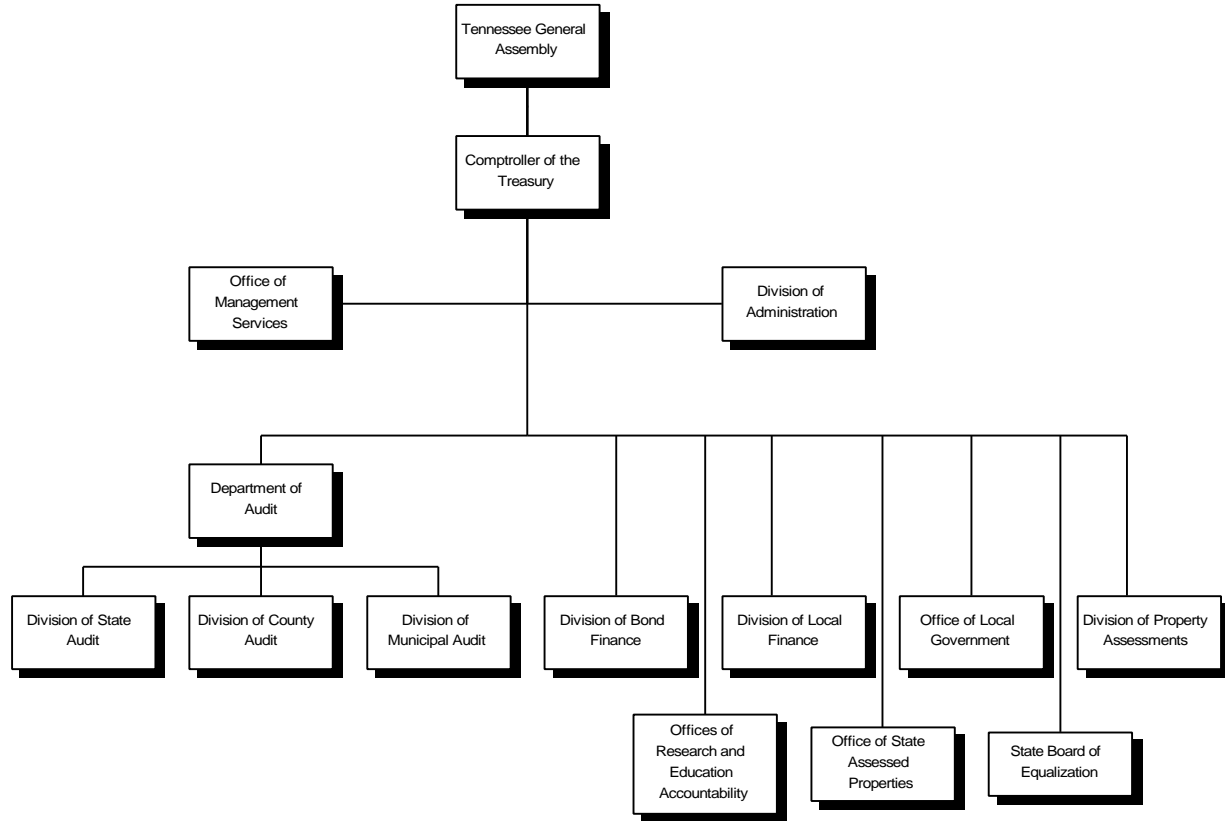 Tennessee General
Assembly
Comptroller of the
Treasury
Office of
Management
Services
Division of
Administration
Department of
Audit
Division of State
Audit
Division of County
Audit
Division of
Municipal Audit
Division of Bond
Finance
Division of Local
Finance
Office of Local
Government
Division of Property
Assessments
Offices of
Research and
Education
Accountability
Office of State
Assessed
Properties
State Board of
Equalization